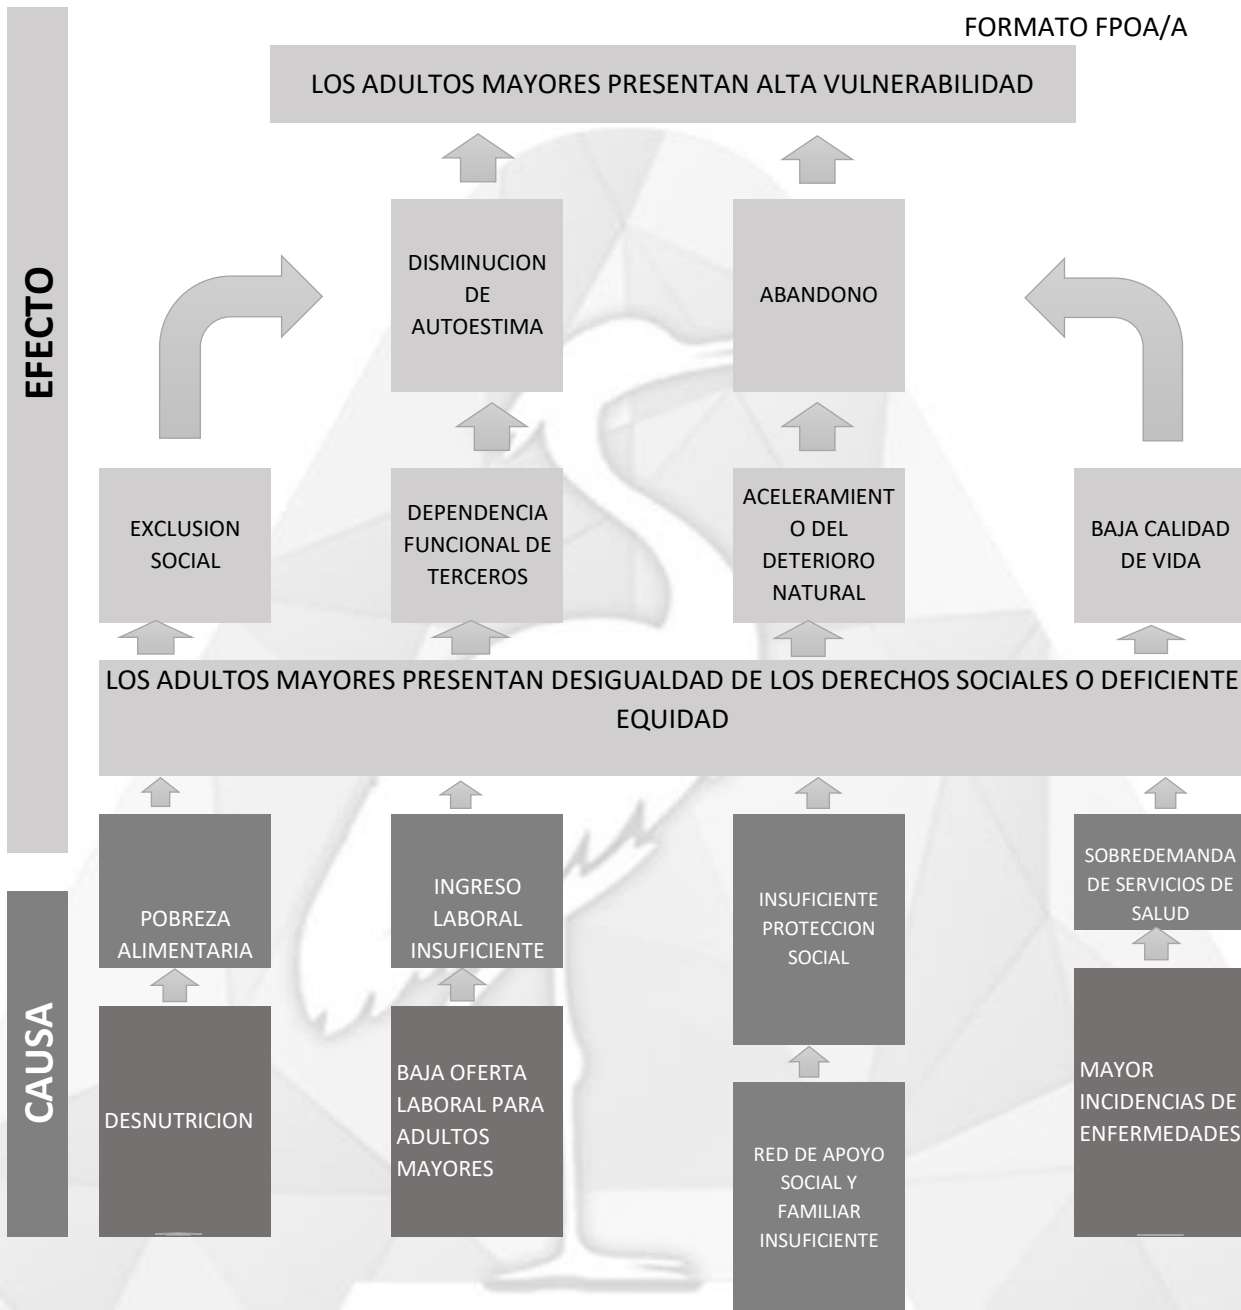 FORMATO FPOA/A
LOS ADULTOS MAYORES PRESENTAN ALTA VULNERABILIDAD
EFECTO
DISMINUCION
DE
AUTOESTIMA
ABANDONO
EXCLUSION
SOCIAL
DEPENDENCIA
FUNCIONAL DE
TERCEROS
ACELERAMIENT
O DEL
DETERIORO
NATURAL
BAJA CALIDAD
DE VIDA
LOS ADULTOS MAYORES PRESENTAN DESIGUALDAD DE LOS DERECHOS SOCIALES O DEFICIENTE
EQUIDAD
CAUSA
POBREZA
ALIMENTARIA
INGRESO
LABORAL
INSUFICIENTE
INSUFICIENTE
PROTECCION
SOCIAL
SOBREDEMANDA
DE SERVICIOS DE
SALUD
DESNUTRICION
BAJA OFERTA
LABORAL PARA
ADULTOS
MAYORES
RED DE APOYO
SOCIAL Y
FAMILIAR
INSUFICIENTE
MAYOR
INCIDENCIAS DE
ENFERMEDADES